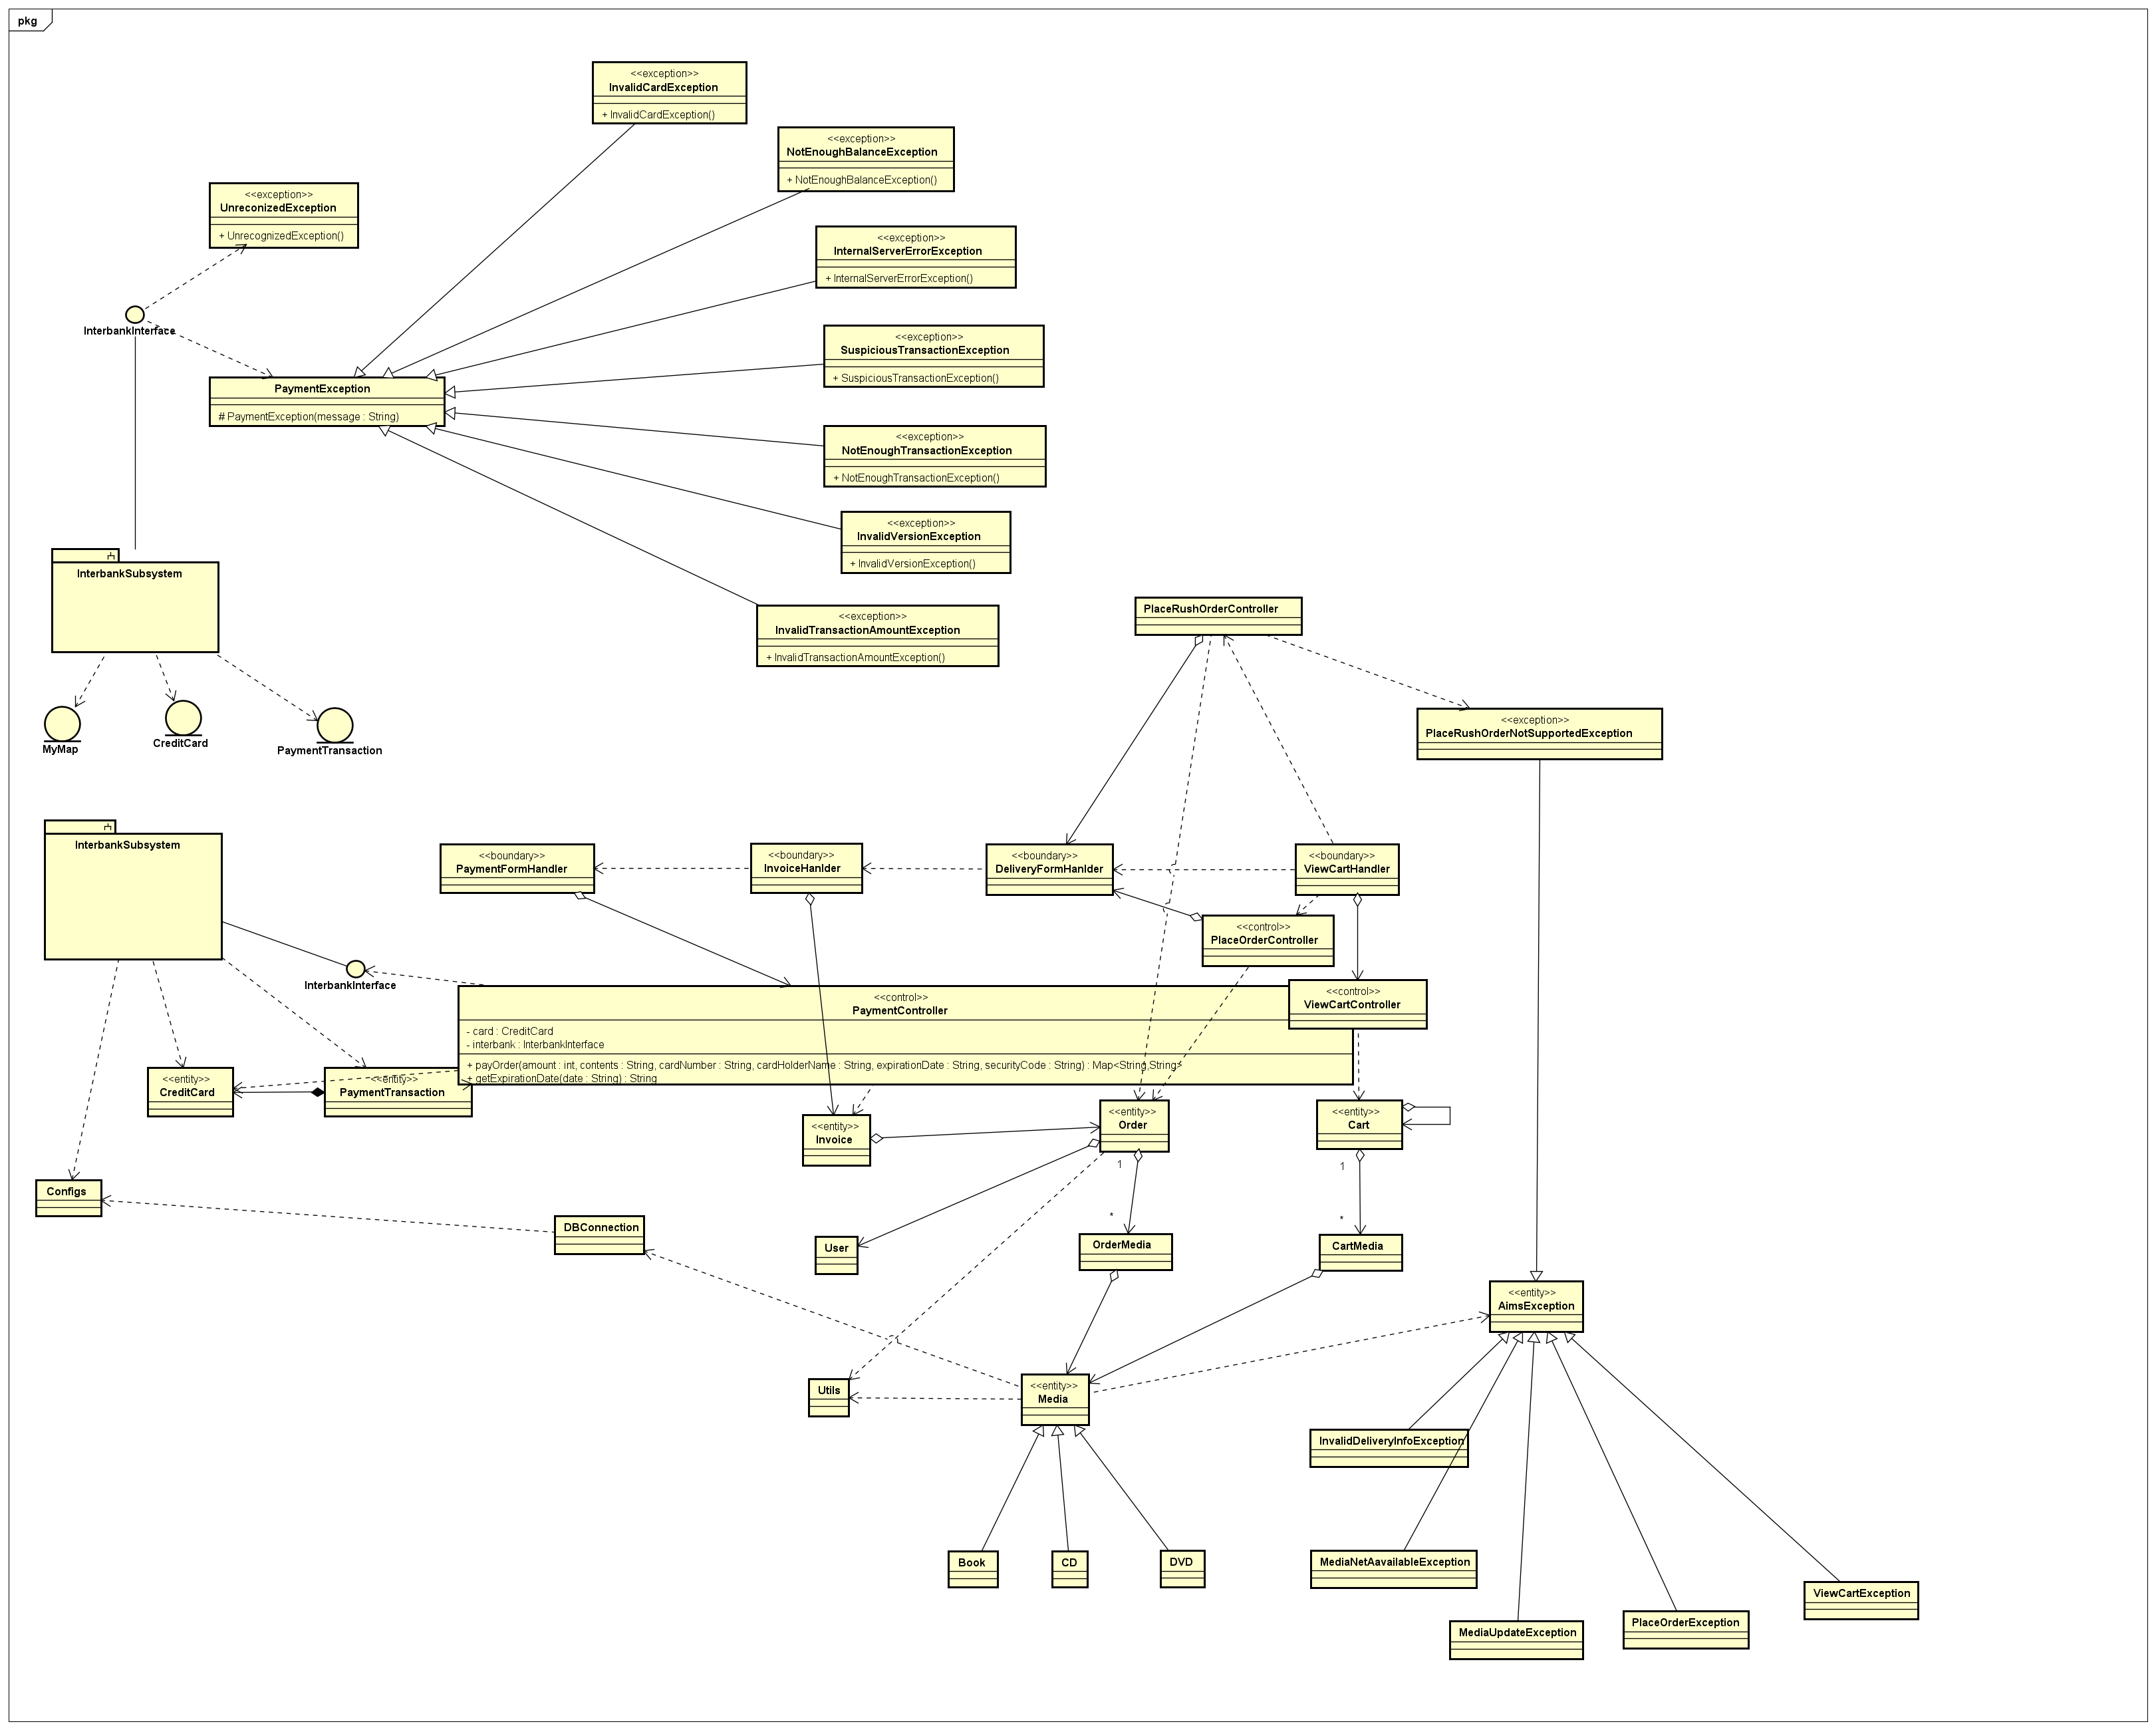 pkg
<<exception>>
InvalidCardException
+ InvalidCardException()
<<exception>>
NotEnoughBalanceException
+ NotEnoughBalanceException()
<<exception>>
UnreconizedException
+ UnrecognizedException()
<<exception>>
InternalServerErrorException
+ InternalServerErrorException()
InterbankInterface
<<exception>>
SuspiciousTransactionException
+ SuspiciousTransactionException()
PaymentException
# PaymentException(message : String)
<<exception>>
NotEnoughTransactionException
+ NotEnoughTransactionException()
<<exception>>
InvalidVersionException
+ InvalidVersionException()
InterbankSubsystem
<<exception>>
InvalidTransactionAmountException
+ InvalidTransactionAmountException()
PlaceRushOrderController
MyMap
CreditCard
PaymentTransaction
<<exception>>
PlaceRushOrderNotSupportedException
InterbankSubsystem
<<boundary>>
PaymentFormHandler
<<boundary>>
InvoiceHanlder
<<boundary>>
DeliveryFormHanlder
<<boundary>>
ViewCartHandler
<<control>>
PlaceOrderController
InterbankInterface
<<control>>
PaymentController
- card : CreditCard
- interbank : InterbankInterface
+ payOrder(amount : int, contents : String, cardNumber : String, cardHolderName : String, expirationDate : String, securityCode : String) : Map<String,String>
+ getExpirationDate(date : String) : String
<<control>>
ViewCartController
<<entity>>
CreditCard
<<entity>>
PaymentTransaction
<<entity>>
Invoice
<<entity>>
Order
<<entity>>
Cart
1
*
1
*
Configs
DBConnection
User
OrderMedia
CartMedia
<<entity>>
AimsException
Utils
<<entity>>
Media
InvalidDeliveryInfoException
Book
CD
DVD
MediaNetAavailableException
ViewCartException
MediaUpdateException
PlaceOrderException